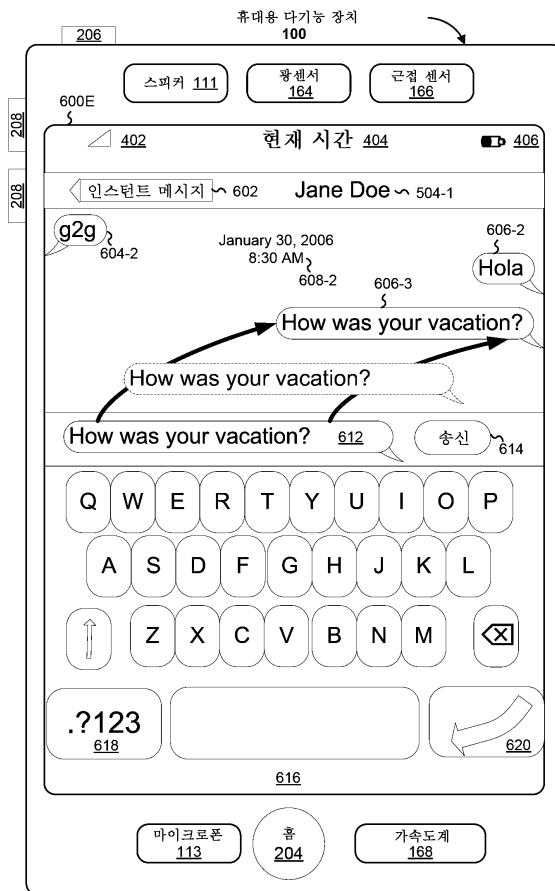 휴대용 다기능 장치
100
206
스피커 111
광센서
164
근접 센서
166
600E
208
208
402
현재 시간 404
406
인스턴트 메시지 602
Jane Doe 504-1
g2g
604-2
January 30, 2006
8:30 AM
608-2
606-2
Hola
606-3
How was your vacation?
How was your vacation?
How was your vacation? 612
송신
614
Q W E R T Y U I O P
A S D F G H J K L
Z X C V B N M
.?123
618
620
616
마이크로폰
113
홈
204
가속도계
168